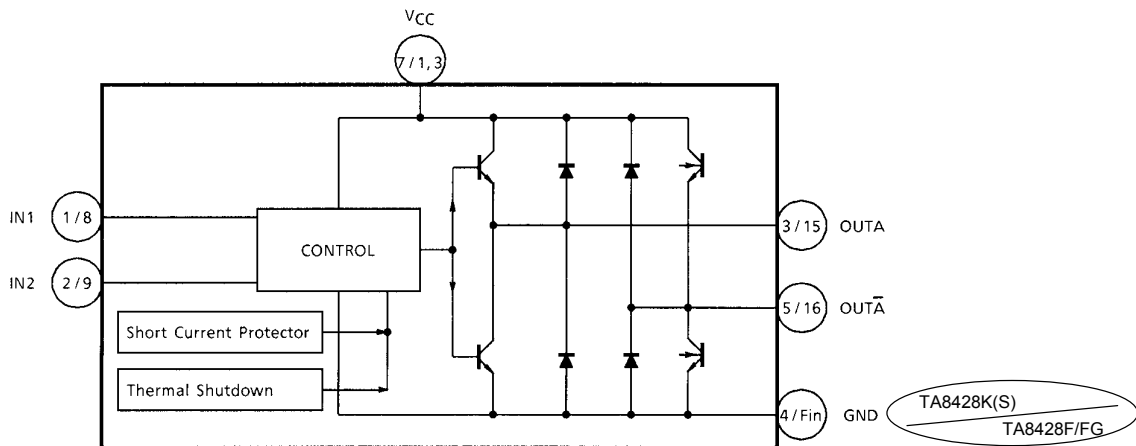 VCC
7/1, 3
IN1 1/8
IN2 2/9
CONTROL
Short Current Protector
Thermal Shutdown
3/15 OUTA
5/16 OUTA̅
4/Fin GND
TA8428K(S)
TA8428F/FG